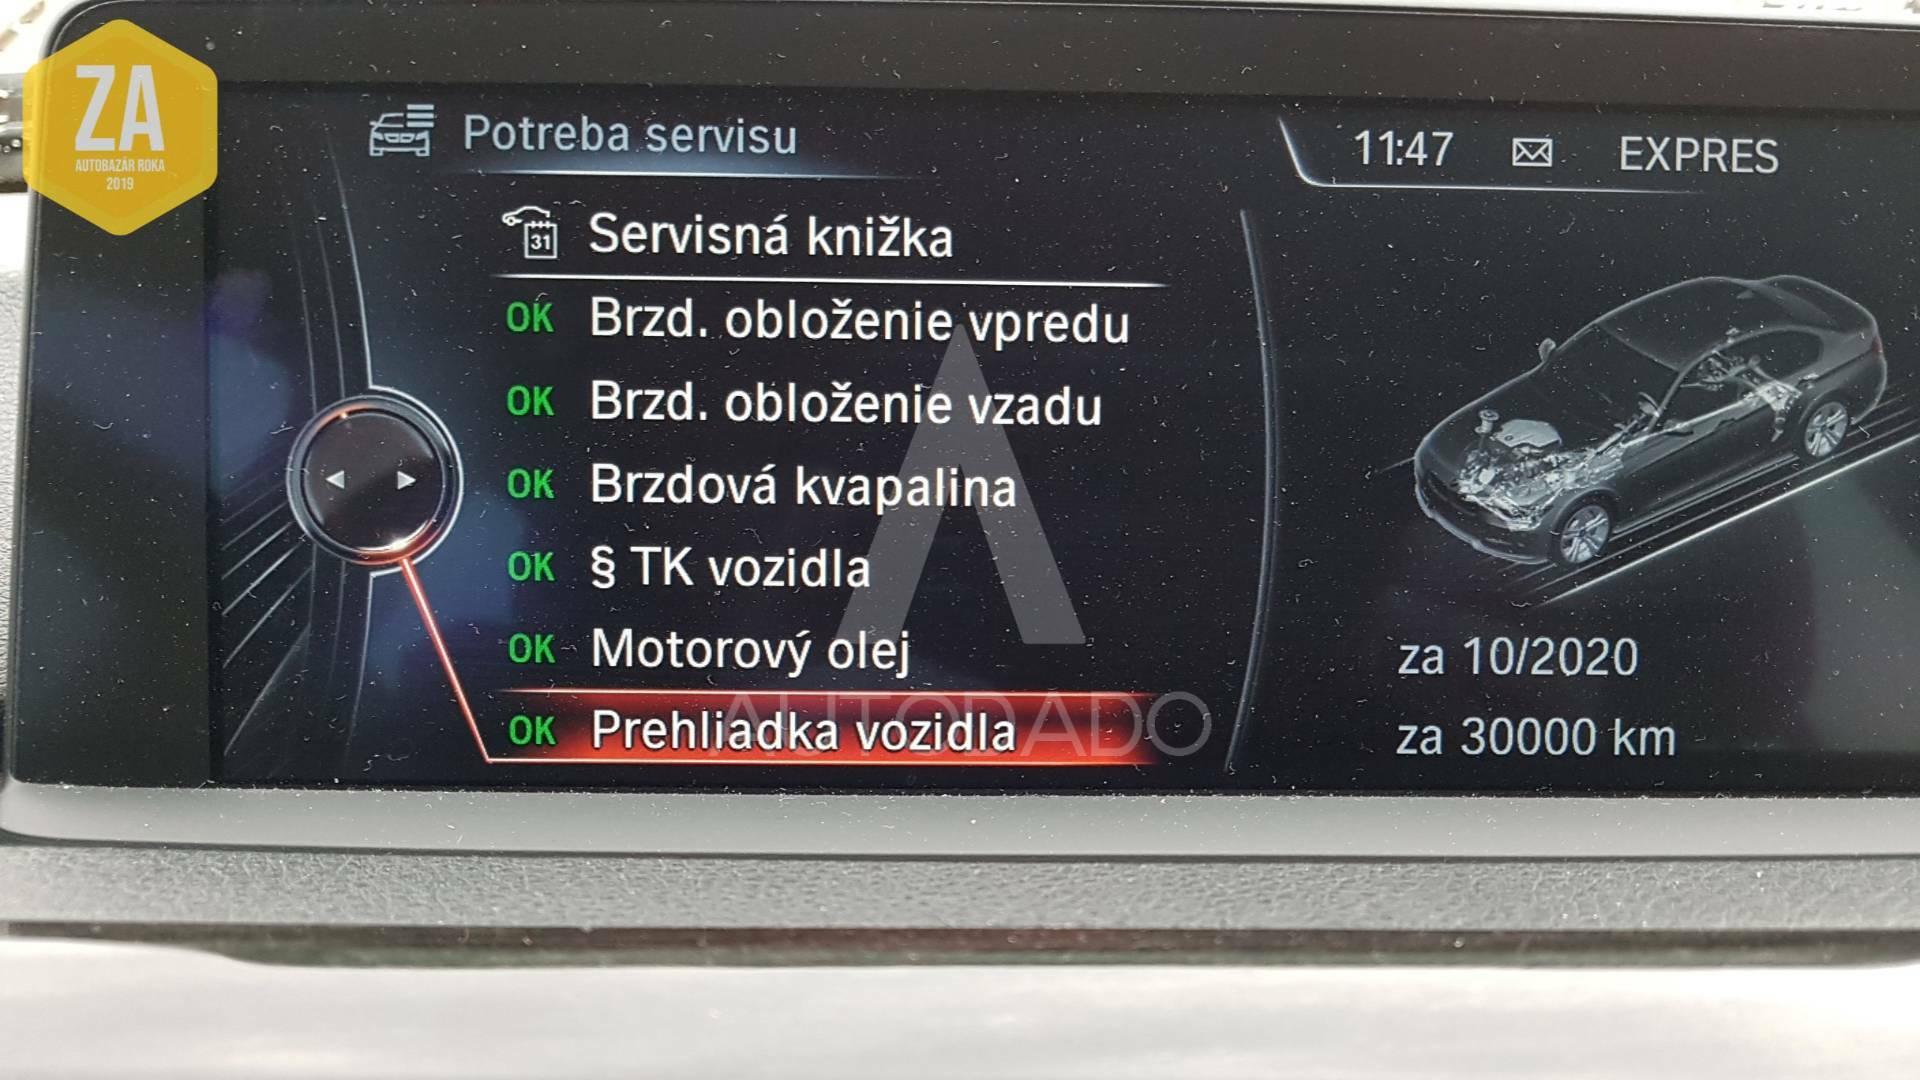 ZA
AUTOBAZÁR ROKA
2019
Potreba servisu
11:47
EXPRES
31
Servisná knižka
OK Brzd. obloženie vpredu
OK Brzd. obloženie vzadu
OK Brzdová kvapalina
OK § TK vozidla
OK Motorový olej
OK Prehliadka vozidla
za 10/2020
za 30000 km
AUTORADO